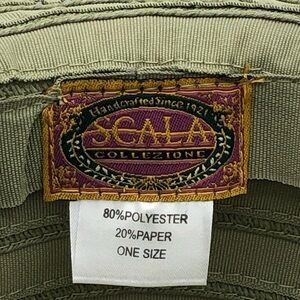 Handcrafted Since 1921
SCALA
COLLEZIONE
80%POLYESTER
20%PAPER
ONE SIZE